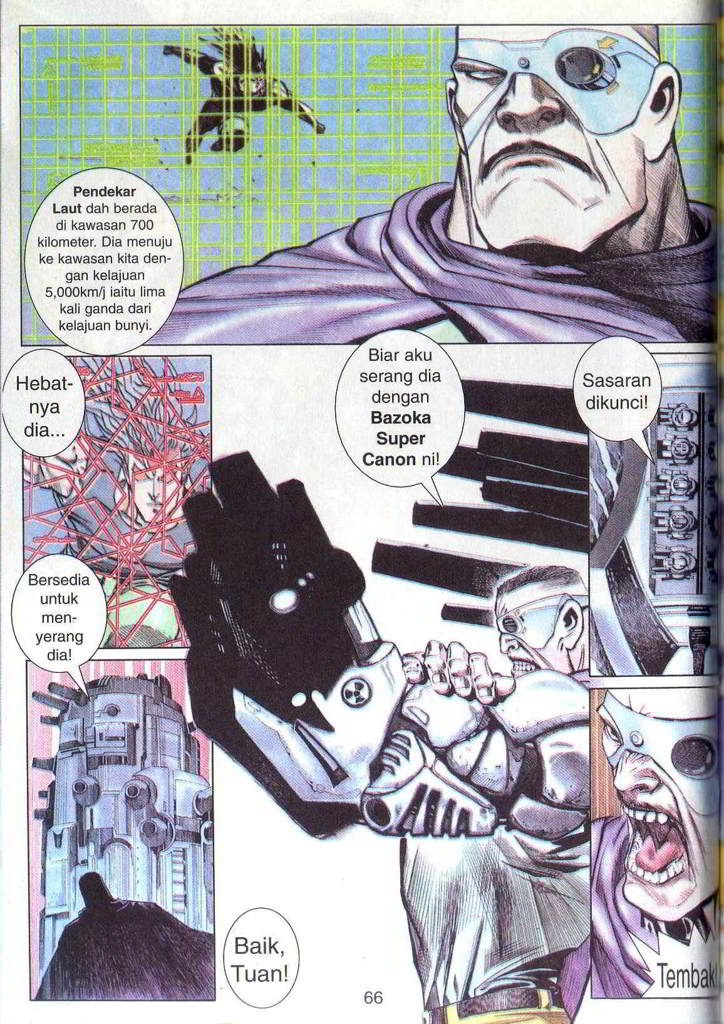 Pendekar
Laut dah berada
di kawasan 700
kilometer. Dia menuju
ke kawasan kita den-
gan kelajuan
5,000km/j iaitu lima
kali ganda dari
kelajuan bunyi.
Hebat-
nya
dia...
Biar aku
serang dia
dengan
Bazoka
Super
Canon ni!
Sasaran
dikunci!
Bersedia
untuk
men-
yerang
dia!
Baik,
Tuan!
Tembak
66